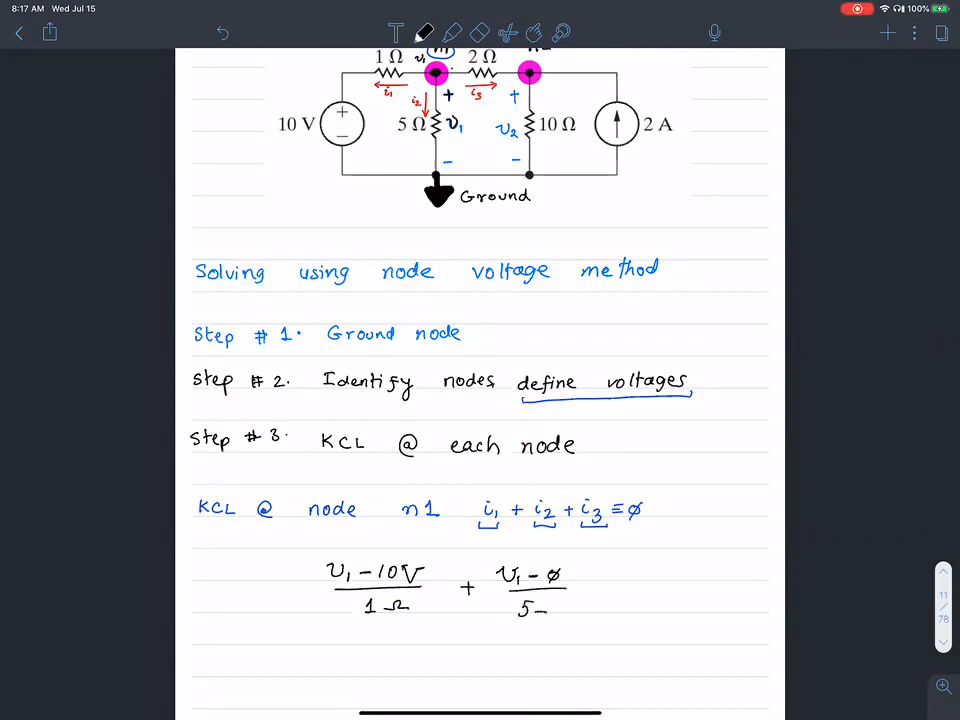 8:17 AM Wed Jul 15
100%
T
v1
1 Ω
2 Ω
i1
i2
i3
+
+
10 V
+
−
5 Ω
v1
v2
10 Ω
2 A
−
−
Ground
Solving using node voltage method
Step # 1. Ground node
Step # 2. Identify nodes define voltages
Step # 3. KCL @ each node
KCL @ node n1 i1 + i2 + i3 ≡ ∅
v1 − 10V / 1 Ω + v1 − ∅ / 5
11
/
78